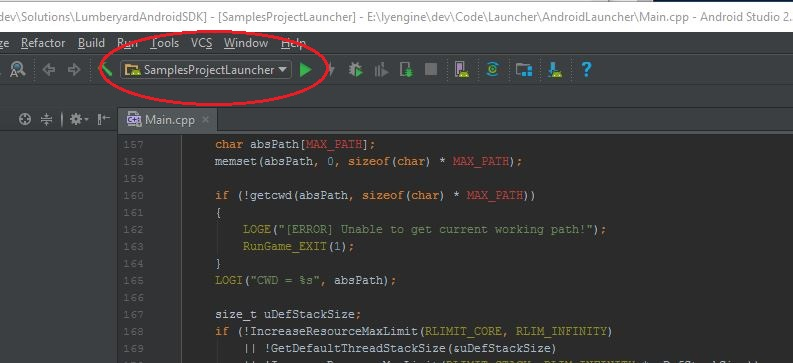 dev\Solutions\LumberyardAndroidSDK] - [SamplesProjectLauncher] - E:\lyengine\dev\Code\Launcher\AndroidLauncher\Main.cpp - Android Studio 2.
ze Refactor Build Run Tools VCS Window Help
SamplesProjectLauncher
Main.cpp
157 char absPath[MAX_PATH];
158 memset(absPath, 0, sizeof(char) * MAX_PATH);
159
160 if (!getcwd(absPath, sizeof(char) * MAX_PATH))
161 {
162 LOGE("[ERROR] Unable to get current working path!");
163 RunGame_EXIT(1);
164 }
165 LOGI("CWD = %s", absPath);
166
167 size_t uDefStackSize;
168 if (!IncreaseResourceMaxLimit(RLIMIT_CORE, RLIM_INFINITY)
169 || !GetDefaultThreadStackSize(&uDefStackSize)